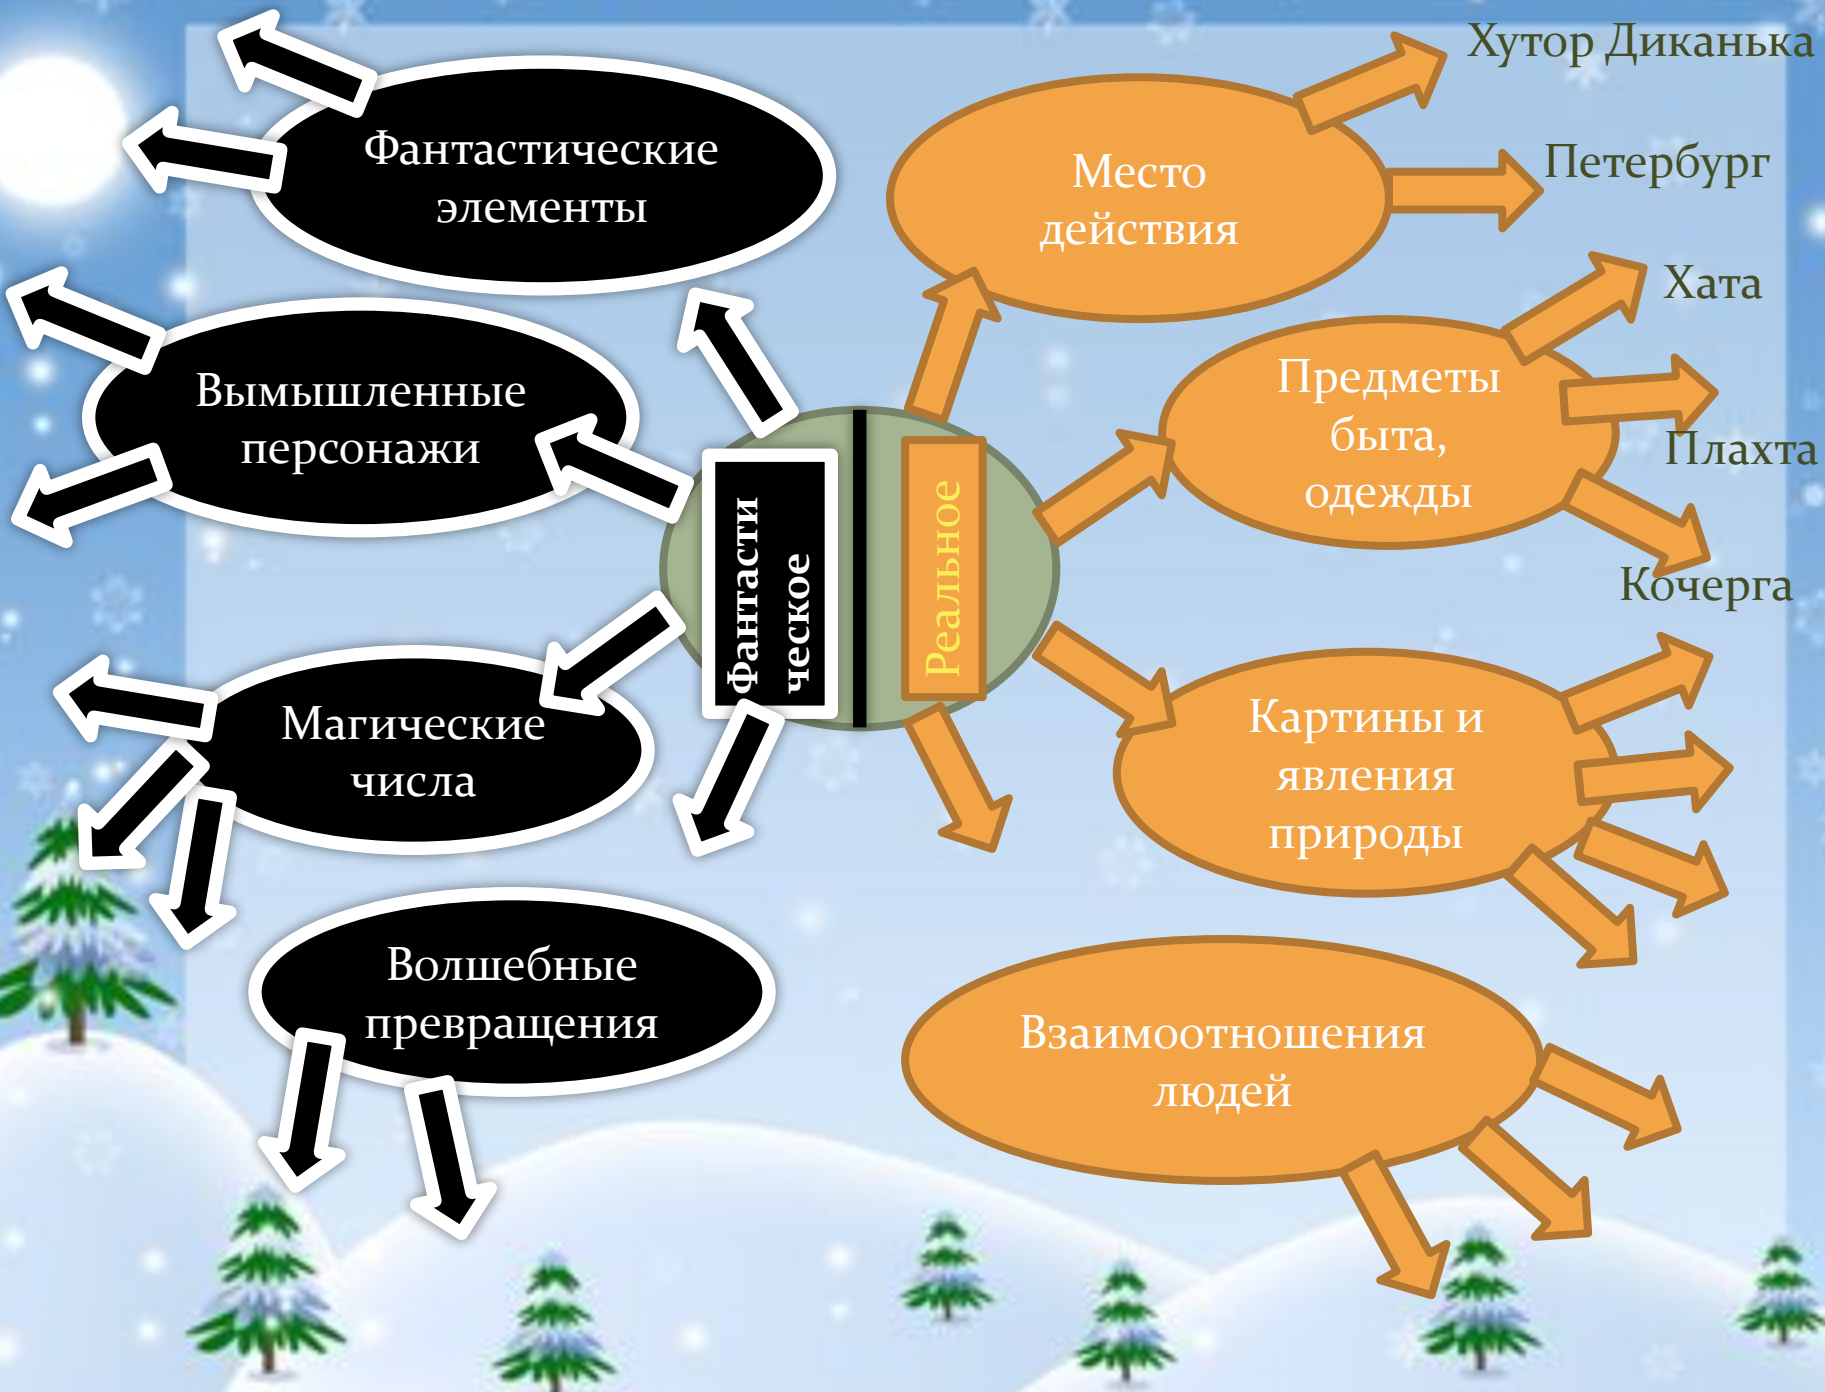 Фантастические
элементы
Вымышленные
персонажи
Магические
числа
Волшебные
превращения
Фантасти
ческое
Реальное
Место
действия
Хутор Диканька
Петербург
Предметы
быта,
одежды
Хата
Плахта
Кочерга
Картины и
явления
природы
Взаимоотношения
людей